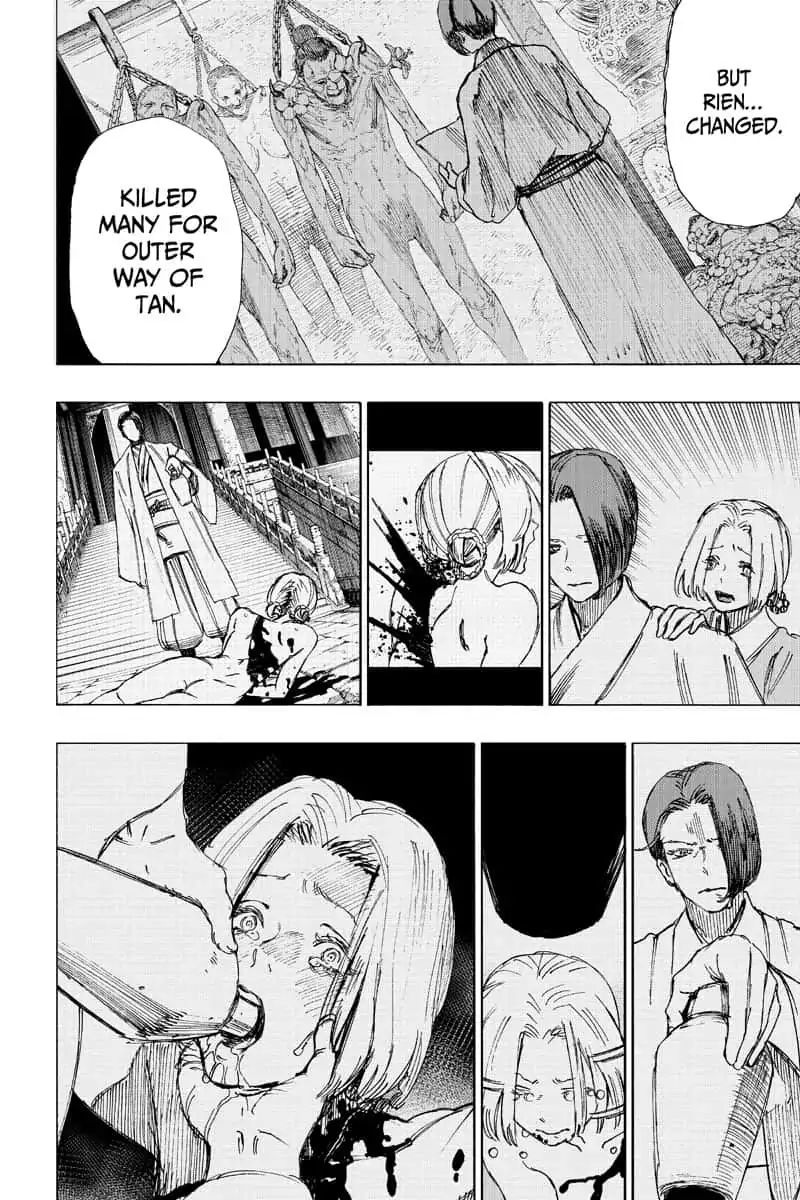 BUT
RIEN...
CHANGED.
KILLED
MANY FOR
OUTER
WAY OF
TAN.